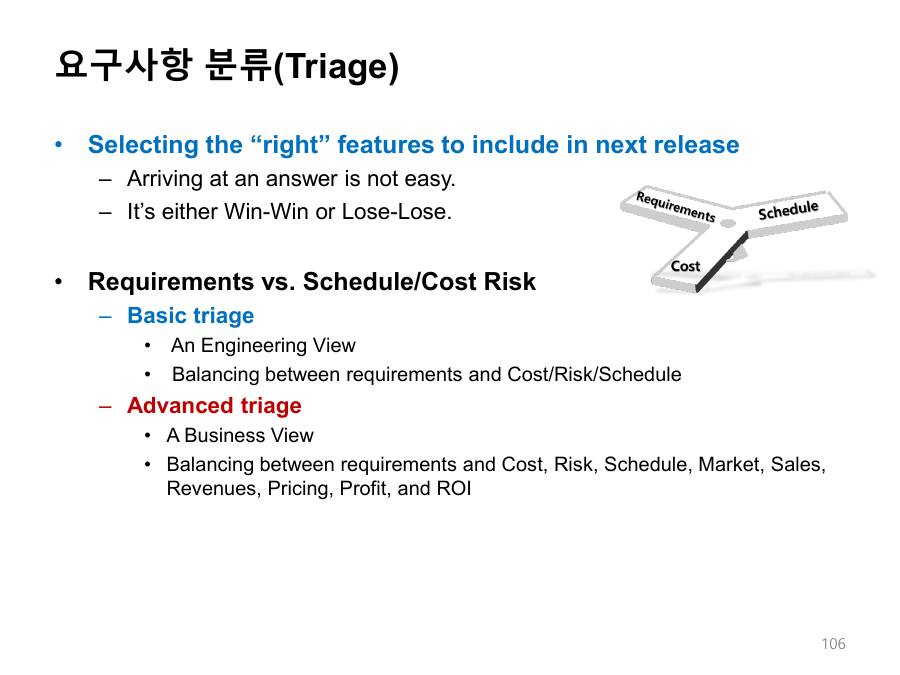 요구사항 분류(Triage)
• Selecting the “right” features to include in next release
– Arriving at an answer is not easy.
– It’s either Win-Win or Lose-Lose.
Requirements
Schedule
Cost
• Requirements vs. Schedule/Cost Risk
– Basic triage
• An Engineering View
• Balancing between requirements and Cost/Risk/Schedule
– Advanced triage
• A Business View
• Balancing between requirements and Cost, Risk, Schedule, Market, Sales,
Revenues, Pricing, Profit, and ROI
106